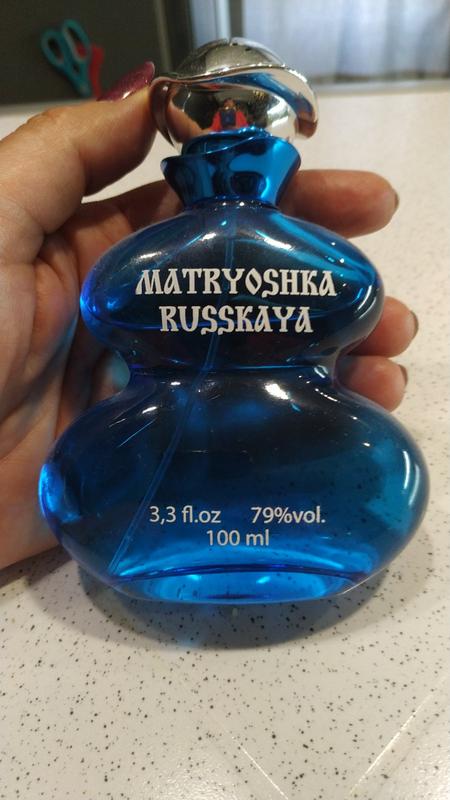 MATRYOSHKA
RUSSKAYA
3,3 fl.oz 79%vol.
100 ml